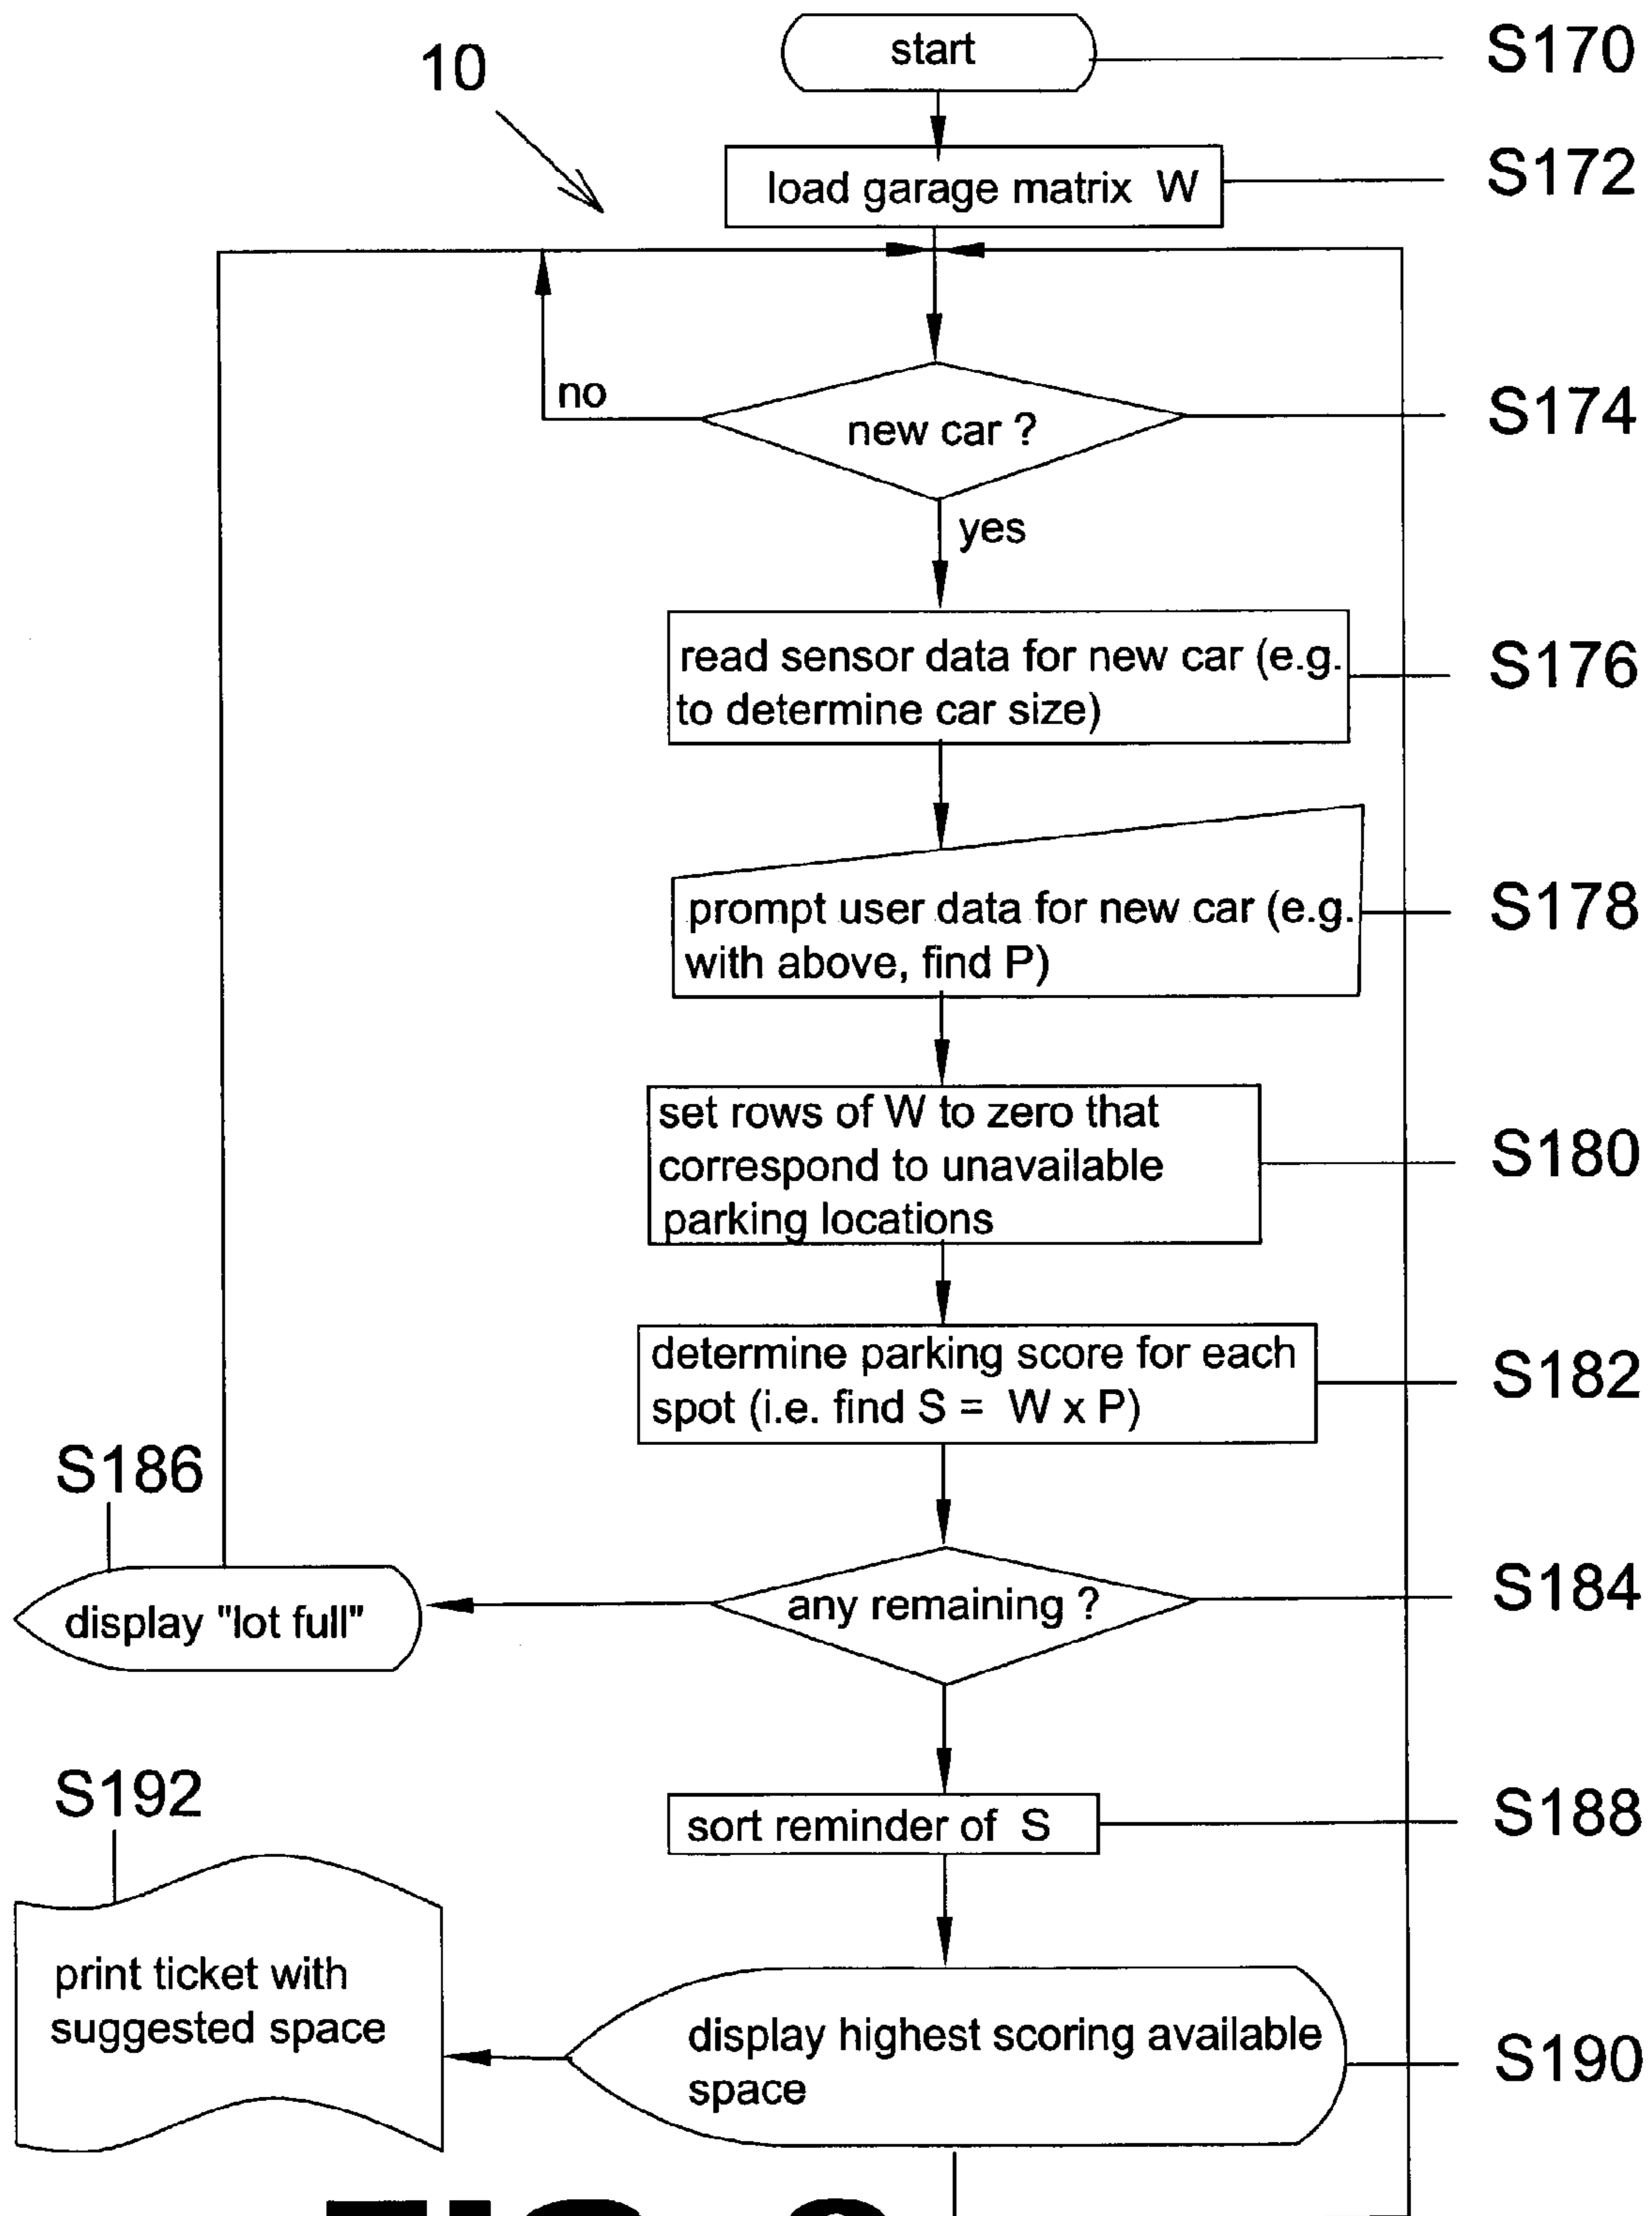 start
S170
10
load garage matrix W
S172
no
new car ?
S174
yes
read sensor data for new car (e.g.
to determine car size)
S176
prompt user data for new car (e.g.
with above, find P)
S178
set rows of W to zero that
correspond to unavailable
parking locations
S180
determine parking score for each
spot (i.e. find S = W x P)
S182
S186
display "lot full"
any remaining ?
S184
sort reminder of S
S188
S192
print ticket with
suggested space
display highest scoring available
space
S190